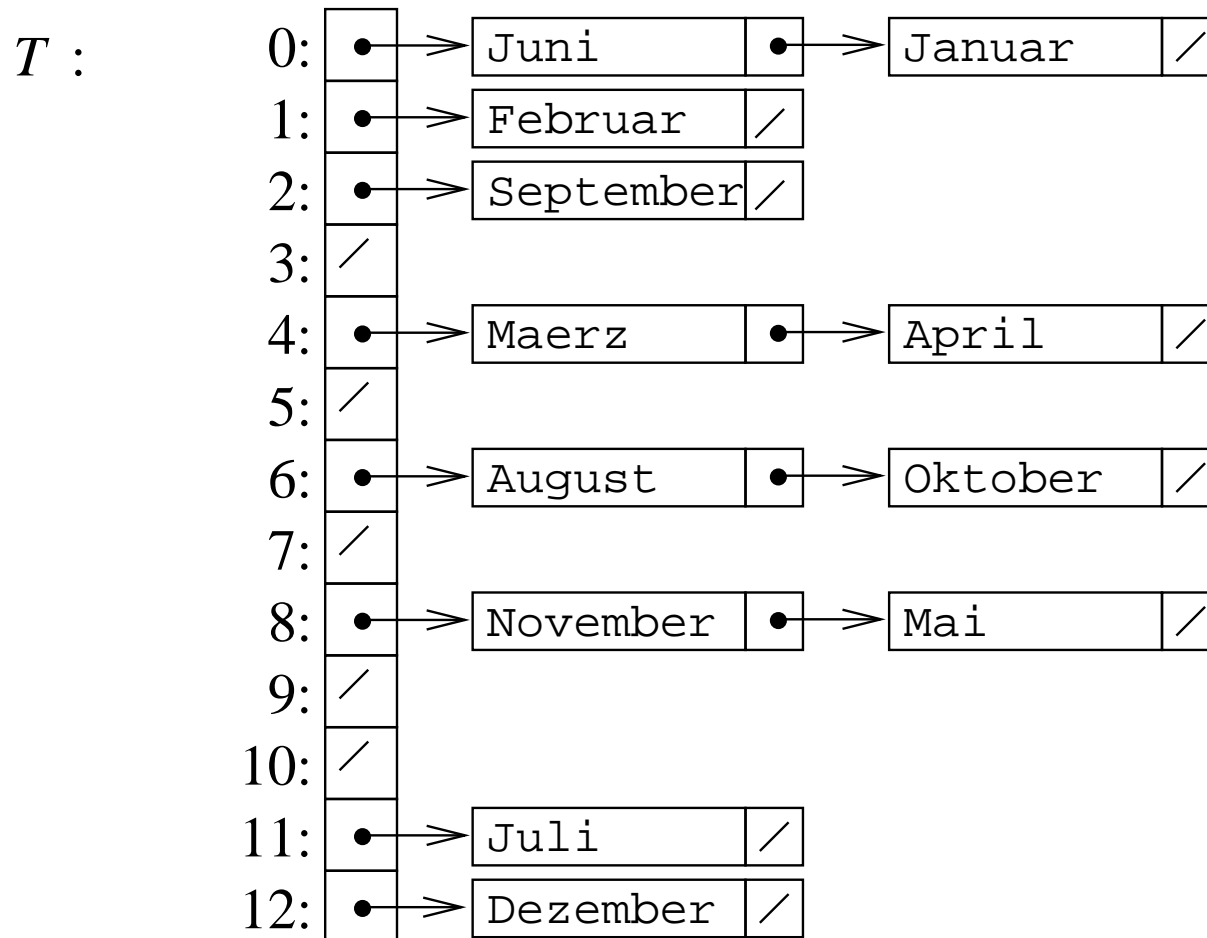 T : 0: Juni Januar
1: Februar
2: September
3:
4: Maerz April
5:
6: August Oktober
7:
8: November Mai
9:
10:
11: Juli
12: Dezember